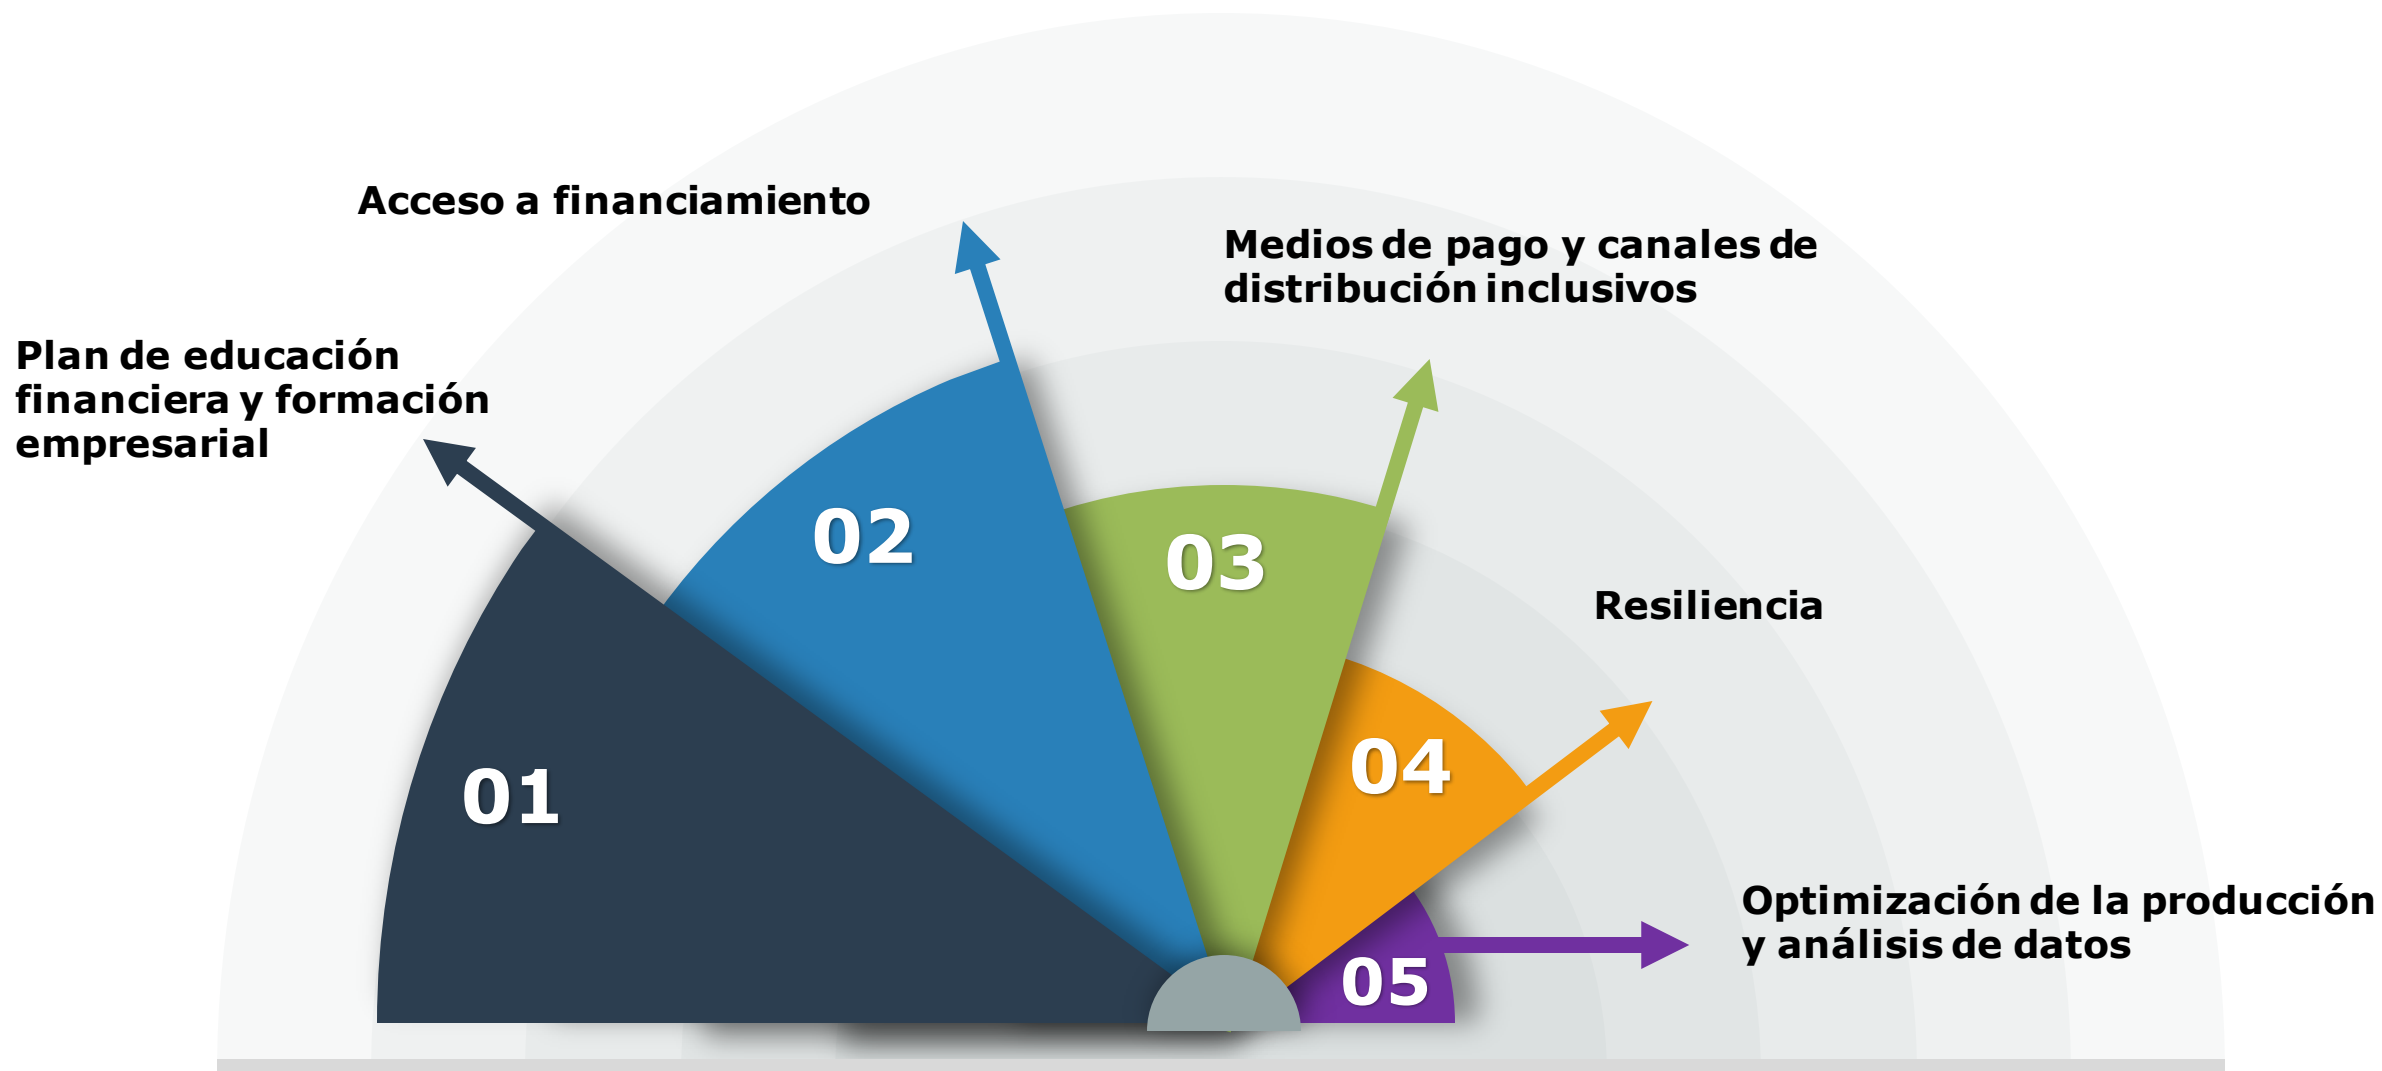 Acceso a financiamiento
Medios de pago y canales de
distribución inclusivos
Plan de educación
financiera y formación
empresarial
02
03
Resiliencia
04
01
Optimización de la producción
y análisis de datos
05